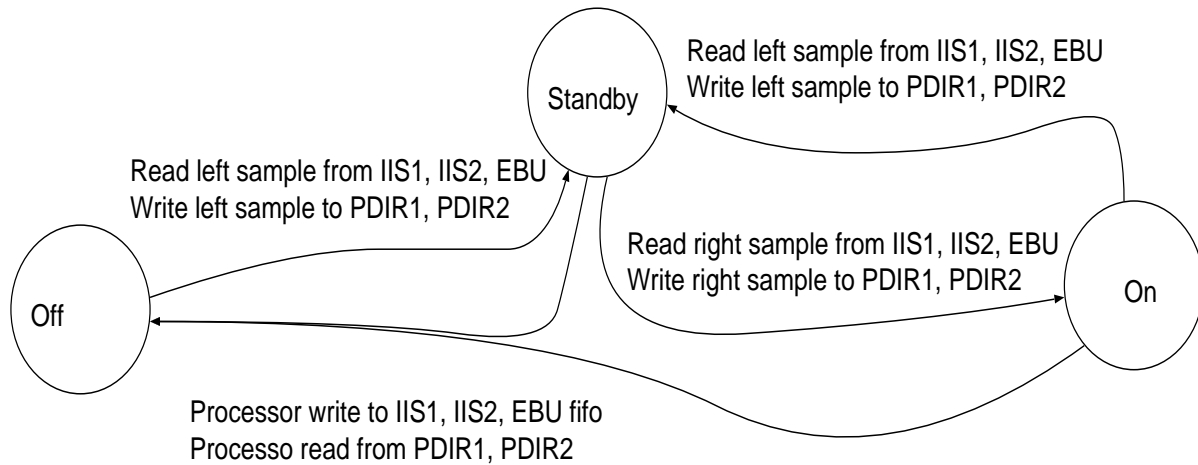 Read left sample from IIS1, IIS2, EBU
Write left sample to PDIR1, PDIR2
Standby
Read left sample from IIS1, IIS2, EBU
Write left sample to PDIR1, PDIR2
Read right sample from IIS1, IIS2, EBU
Write right sample to PDIR1, PDIR2
On
Off
Processor write to IIS1, IIS2, EBU fifo
Processo read from PDIR1, PDIR2